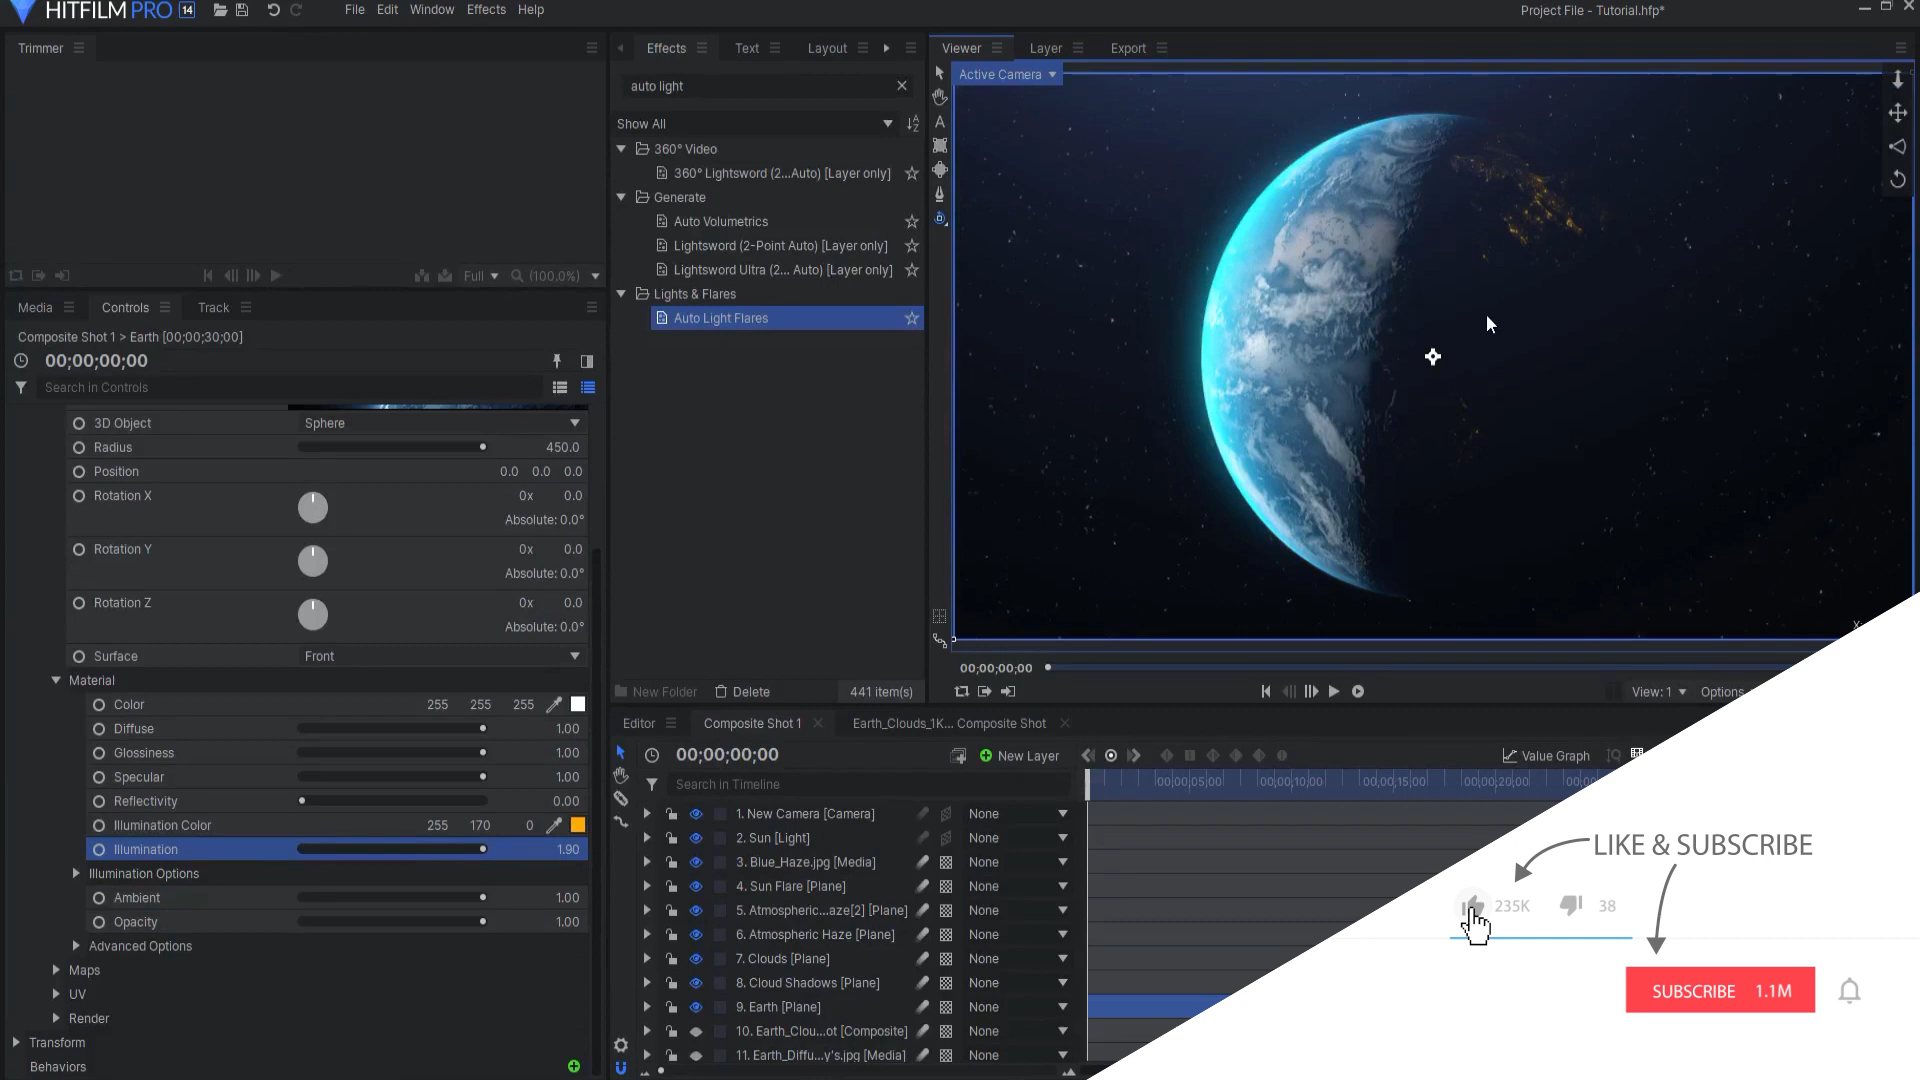 HITFILM PRO 14
File Edit Window Effects Help
Project File - Tutorial.hfp*
Trimmer
Full (100.0%)
Media Controls Track
Composite Shot 1 > Earth [00;00;30;00]
00;00;00;00
Search in Controls
3D Object Sphere
Radius 450.0
Position 0.0 0.0 0.0
Rotation X 0x 0.0
Absolute: 0.0°
Rotation Y 0x 0.0
Absolute: 0.0°
Rotation Z 0x 0.0
Absolute: 0.0°
Surface Front
Material
Color 255 255 255
Diffuse 1.00
Glossiness 1.00
Specular 1.00
Reflectivity 0.00
Illumination Color 255 170 0
Illumination 1.90
Illumination Options
Ambient 1.00
Opacity 1.00
Advanced Options
Maps
UV
Render
Transform
Behaviors
Effects Text Layout
auto light
Show All
360° Video
360° Lightsword (2...Auto) [Layer only]
Generate
Auto Volumetrics
Lightsword (2-Point Auto) [Layer only]
Lightsword Ultra (2... Auto) [Layer only]
Lights & Flares
Auto Light Flares
New Folder Delete 441 item(s)
Viewer Layer Export
Active Camera
X:
00;00;00;00
View: 1 Options
Editor Composite Shot 1 Earth_Clouds_1K... Composite Shot
00;00;00;00
New Layer
Value Graph
Search in Timeline
00;00;05;00 00;00;10;00 00;00;15;00 00;00;20;00
1. New Camera [Camera] None
2. Sun [Light] None
3. Blue_Haze.jpg [Media] None
4. Sun Flare [Plane] None
5. Atmospheric...aze[2] [Plane] None
6. Atmospheric Haze [Plane] None
7. Clouds [Plane] None
8. Cloud Shadows [Plane] None
9. Earth [Plane] None
10. Earth_Clou...ot [Composite] None
11. Earth_Diffu...y's.jpg [Media] None
LIKE & SUBSCRIBE
235K 38
SUBSCRIBE 1.1M